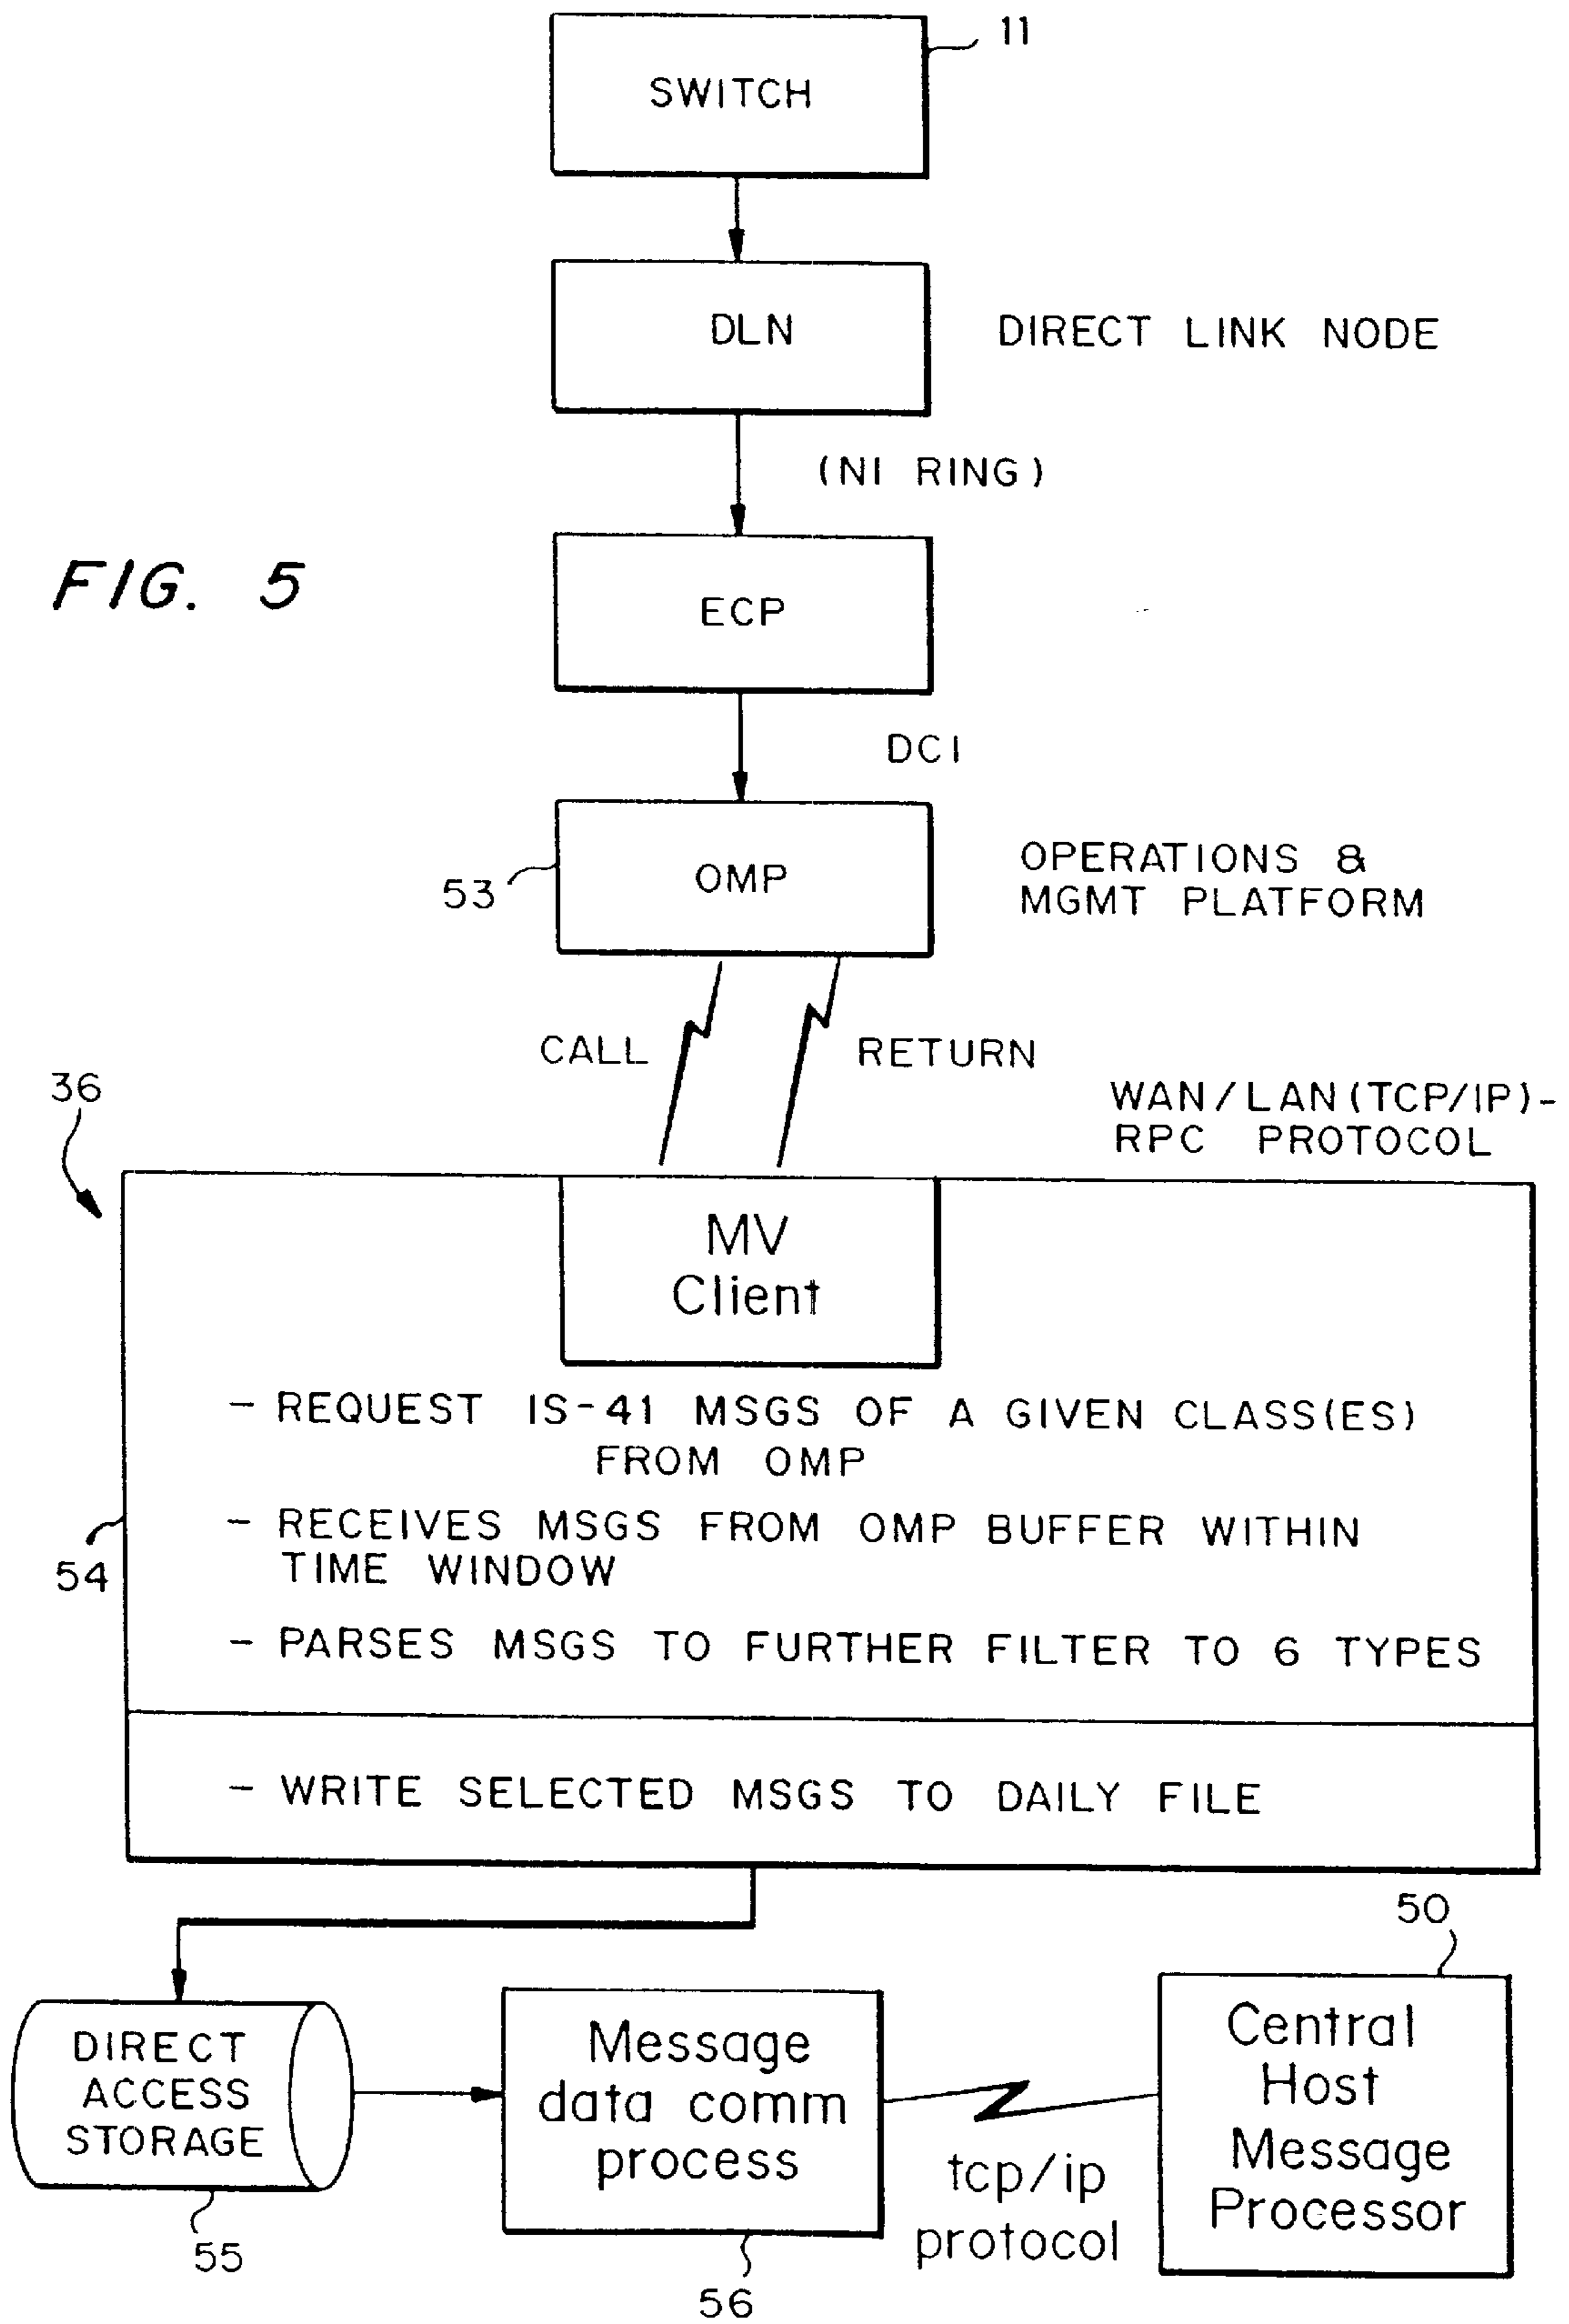 11
SWITCH
DLN
DIRECT LINK NODE
(NI RING)
FIG. 5
ECP
DCI
OMP
53
OPERATIONS &
MGMT PLATFORM
CALL
RETURN
36
WAN/LAN(TCP/IP)-
RPC PROTOCOL
MV
Client
- REQUEST IS-41 MSGS OF A GIVEN CLASS(ES)
FROM OMP
- RECEIVES MSGS FROM OMP BUFFER WITHIN
TIME WINDOW
54
- PARSES MSGS TO FURTHER FILTER TO 6 TYPES
- WRITE SELECTED MSGS TO DAILY FILE
50
DIRECT
ACCESS
STORAGE
55
Message
data comm
process
56
tcp/ip
protocol
Central
Host
Message
Processor